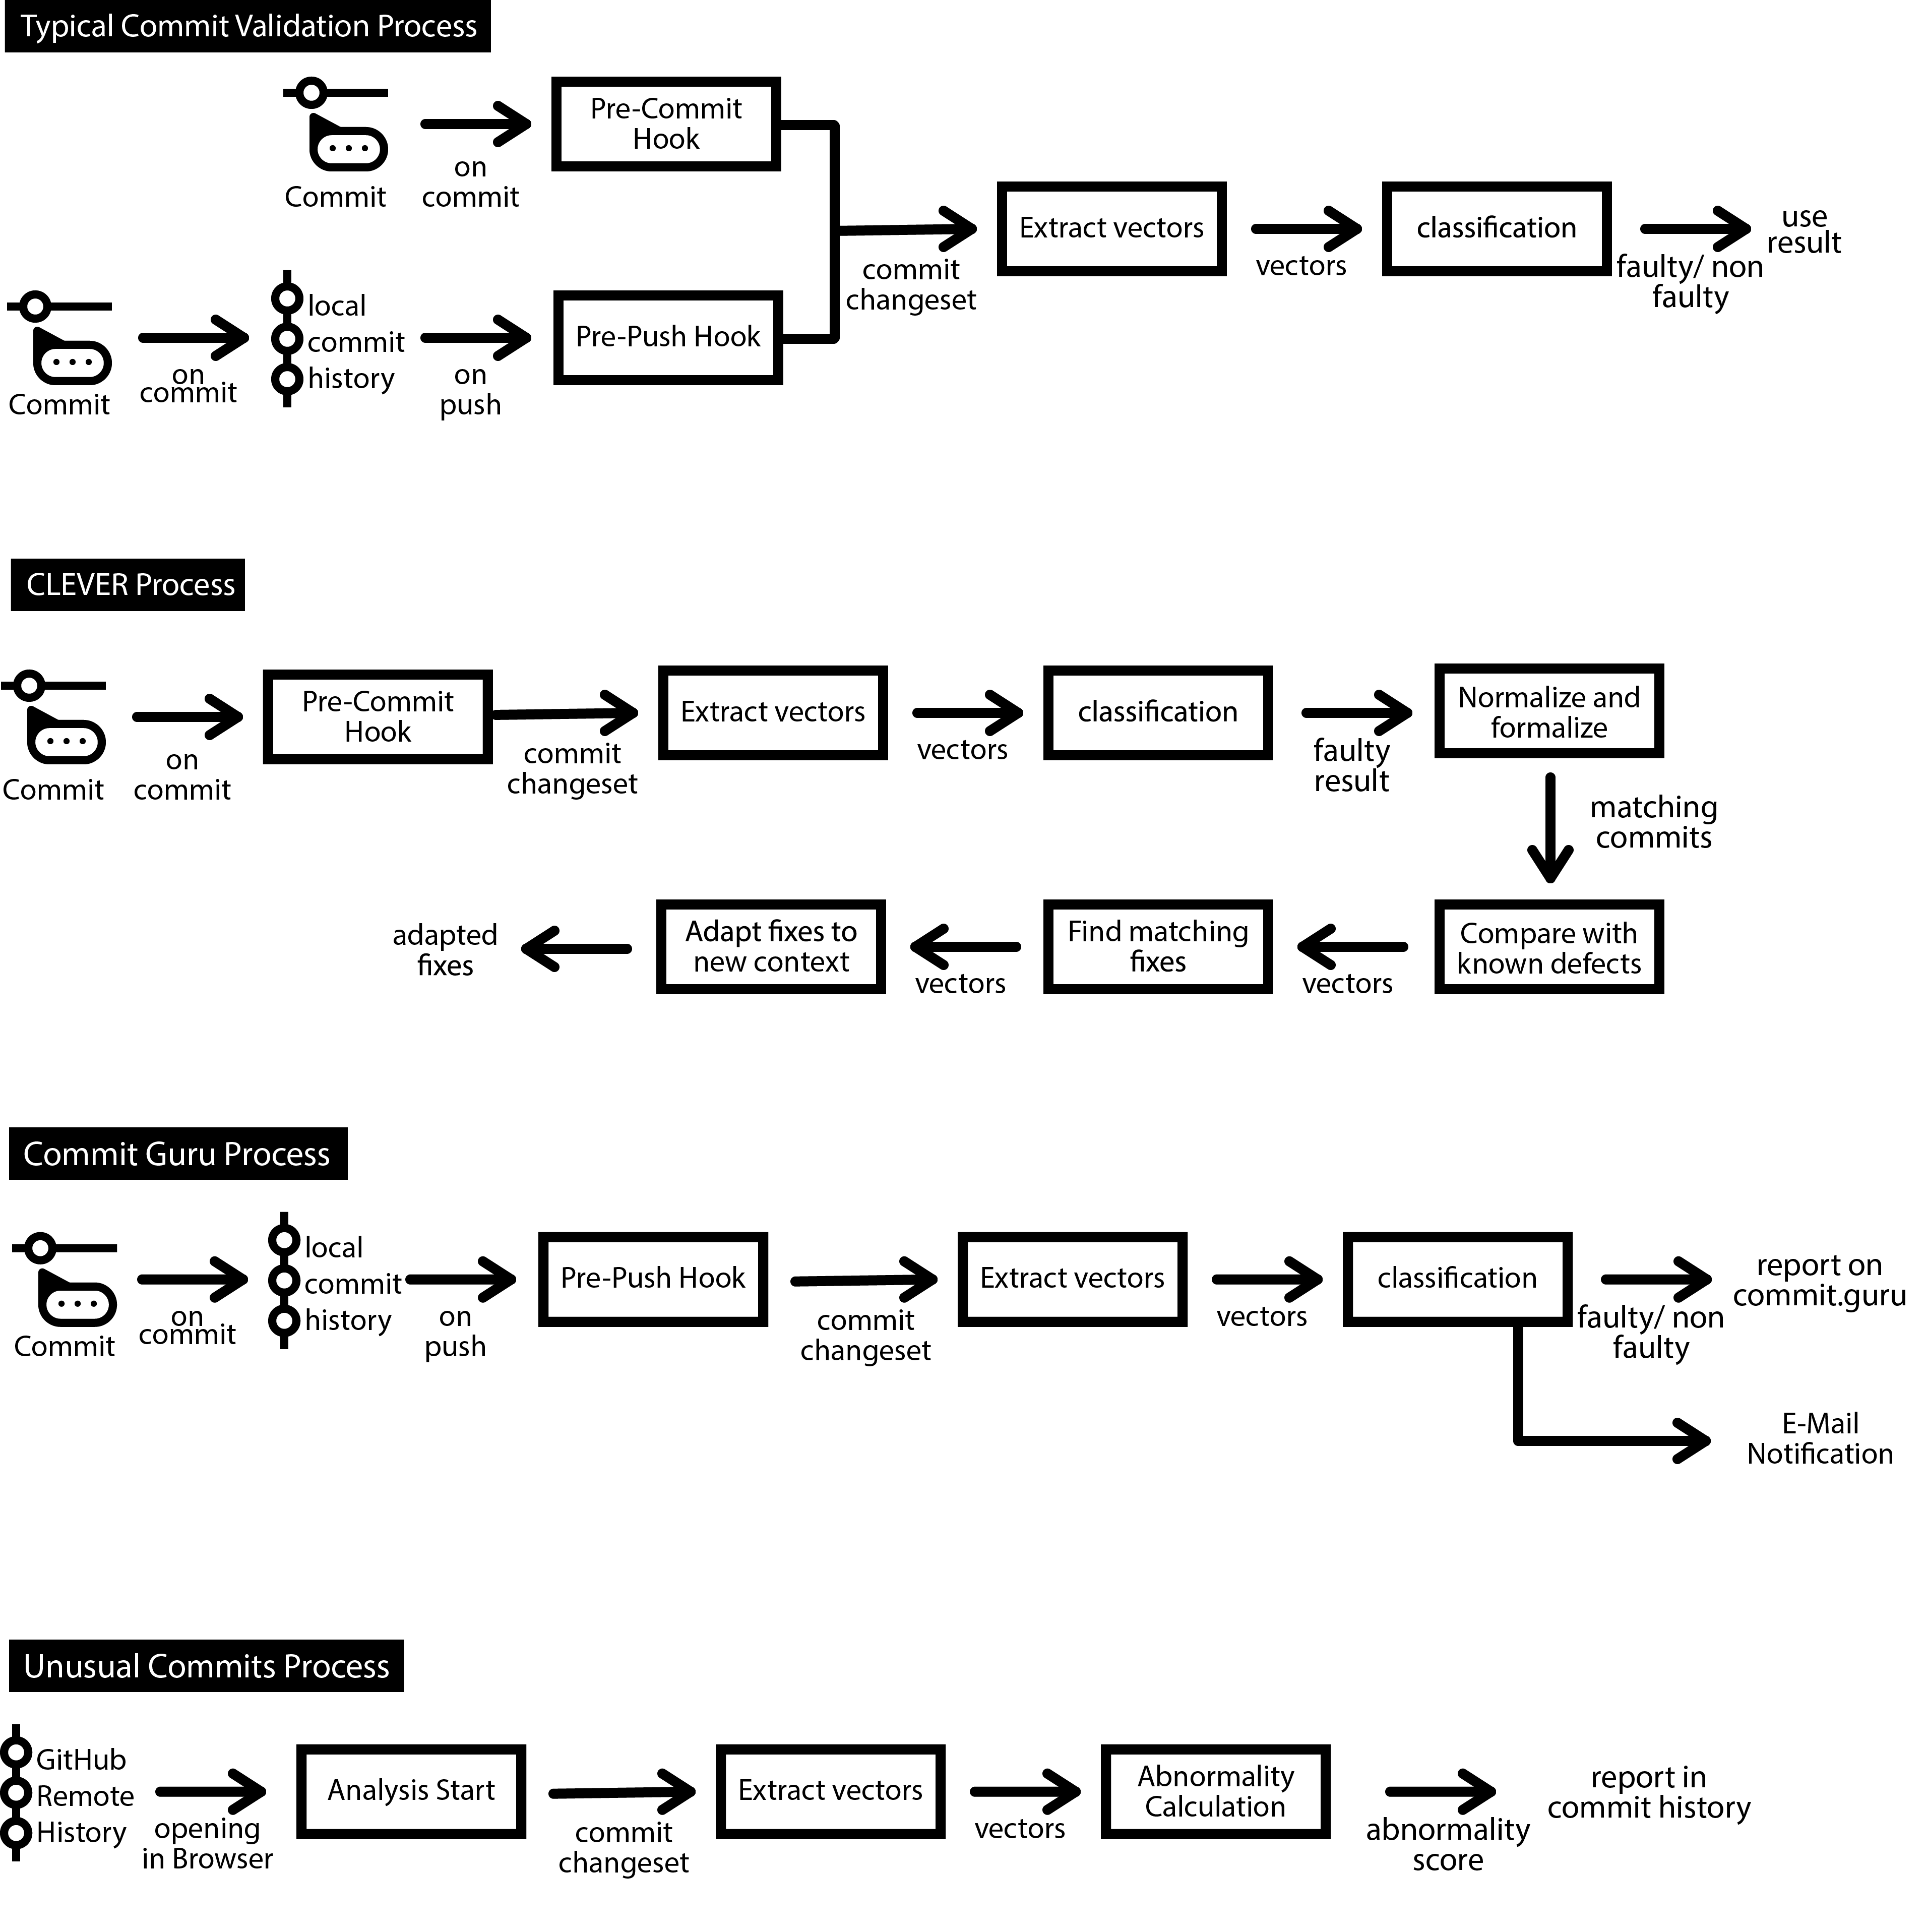 Typical Commit Validation Process
Commit
on
commit
Pre-Commit
Hook
Commit
on
commit
local
commit
history
on
push
Pre-Push Hook
commit
changeset
Extract vectors
vectors
classification
faulty/ non
faulty
use
result
CLEVER Process
Commit
on
commit
Pre-Commit
Hook
commit
changeset
Extract vectors
vectors
classification
faulty
result
Normalize and
formalize
matching
commits
Compare with
known defects
vectors
Find matching
fixes
vectors
Adapt fixes to
new context
adapted
fixes
Commit Guru Process
Commit
on
commit
local
commit
history
on
push
Pre-Push Hook
commit
changeset
Extract vectors
vectors
classification
faulty/ non
faulty
report on
commit.guru
E-Mail
Notification
Unusual Commits Process
GitHub
Remote
History
opening
in Browser
Analysis Start
commit
changeset
Extract vectors
vectors
Abnormality
Calculation
abnormality
score
report in
commit history